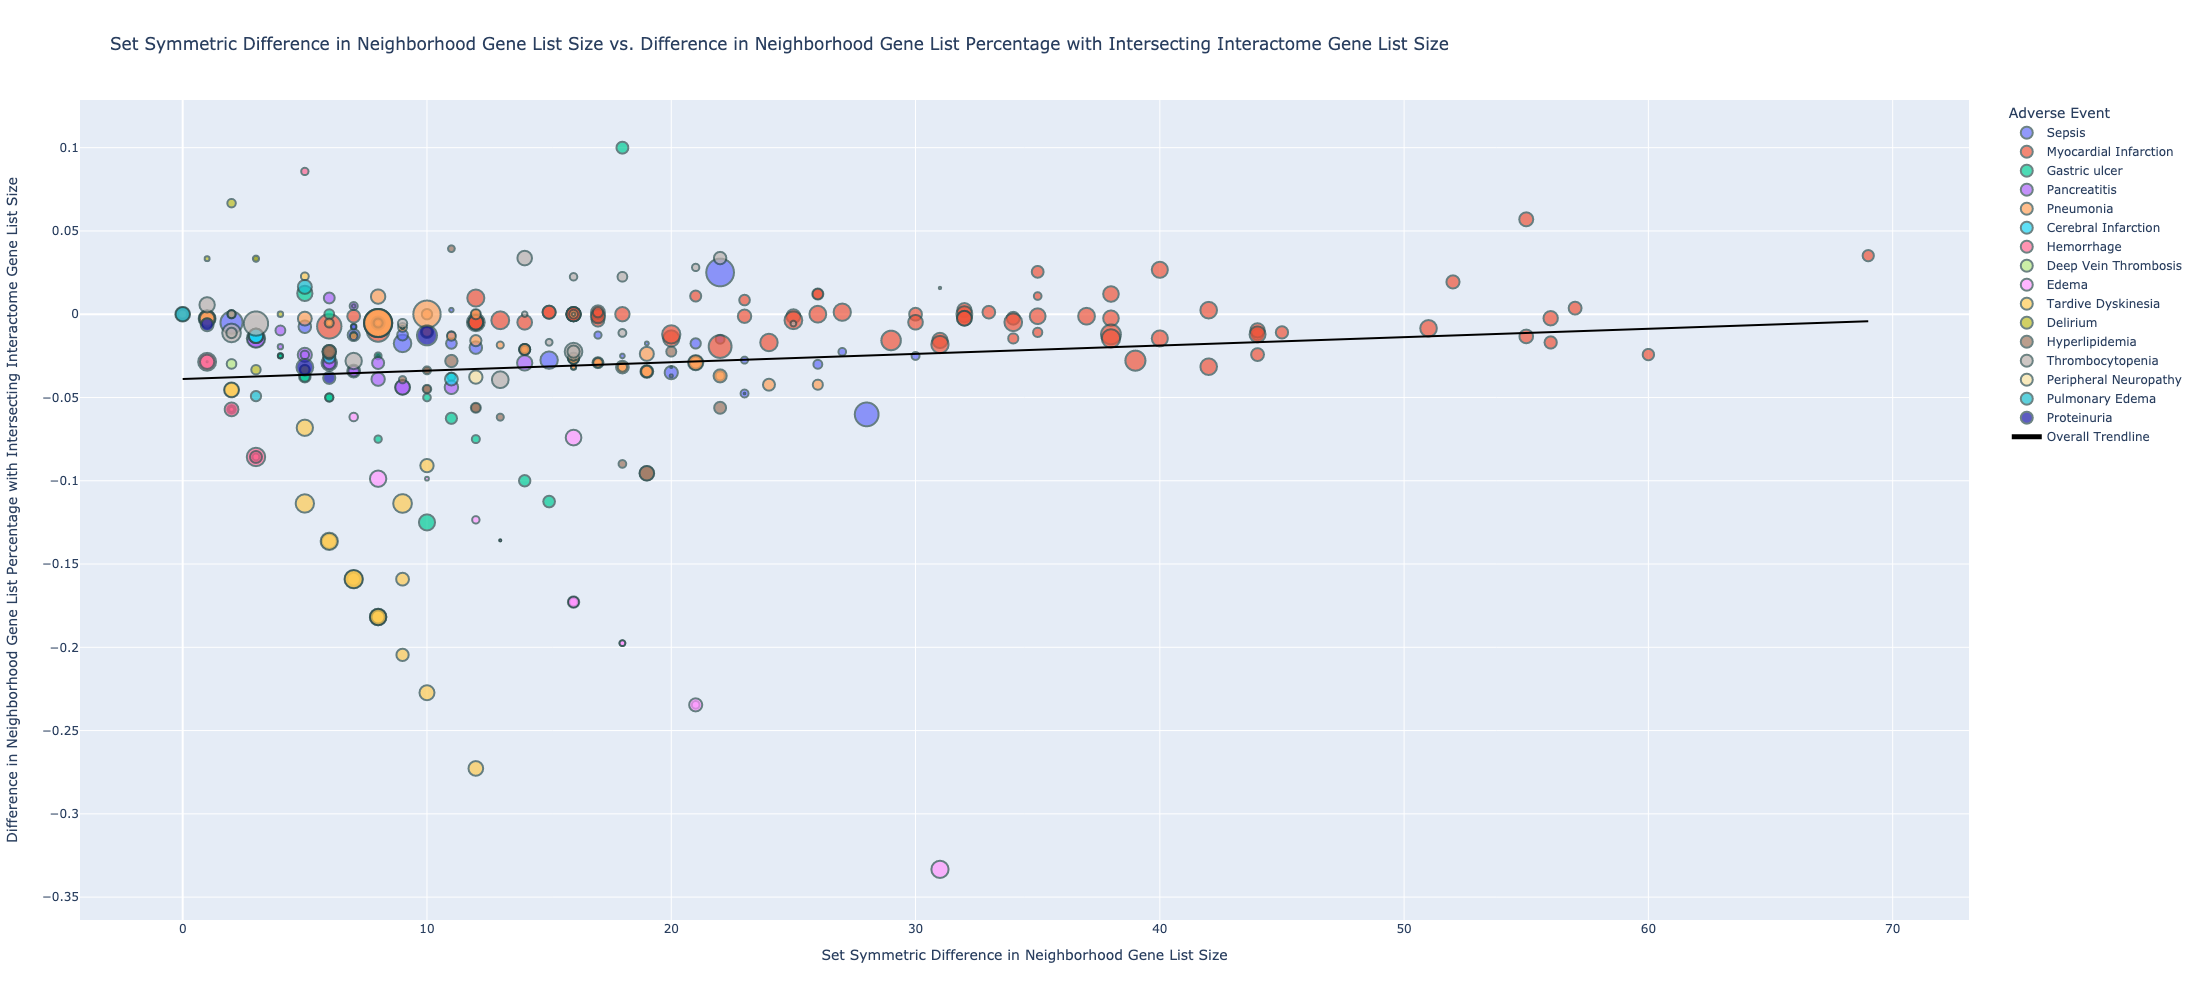 Set Symmetric Difference in Neighborhood Gene List Size vs. Difference in Neighborhood Gene List Percentage with Intersecting Interactome Gene List Size
Difference in Neighborhood Gene List Percentage with Intersecting Interactome Gene List Size
0.1
0.05
0
−0.05
−0.1
−0.15
−0.2
−0.25
−0.3
−0.35
0 10 20 30 40 50 60 70
Set Symmetric Difference in Neighborhood Gene List Size
Adverse Event
Sepsis
Myocardial Infarction
Gastric ulcer
Pancreatitis
Pneumonia
Cerebral Infarction
Hemorrhage
Deep Vein Thrombosis
Edema
Tardive Dyskinesia
Delirium
Hyperlipidemia
Thrombocytopenia
Peripheral Neuropathy
Pulmonary Edema
Proteinuria
Overall Trendline